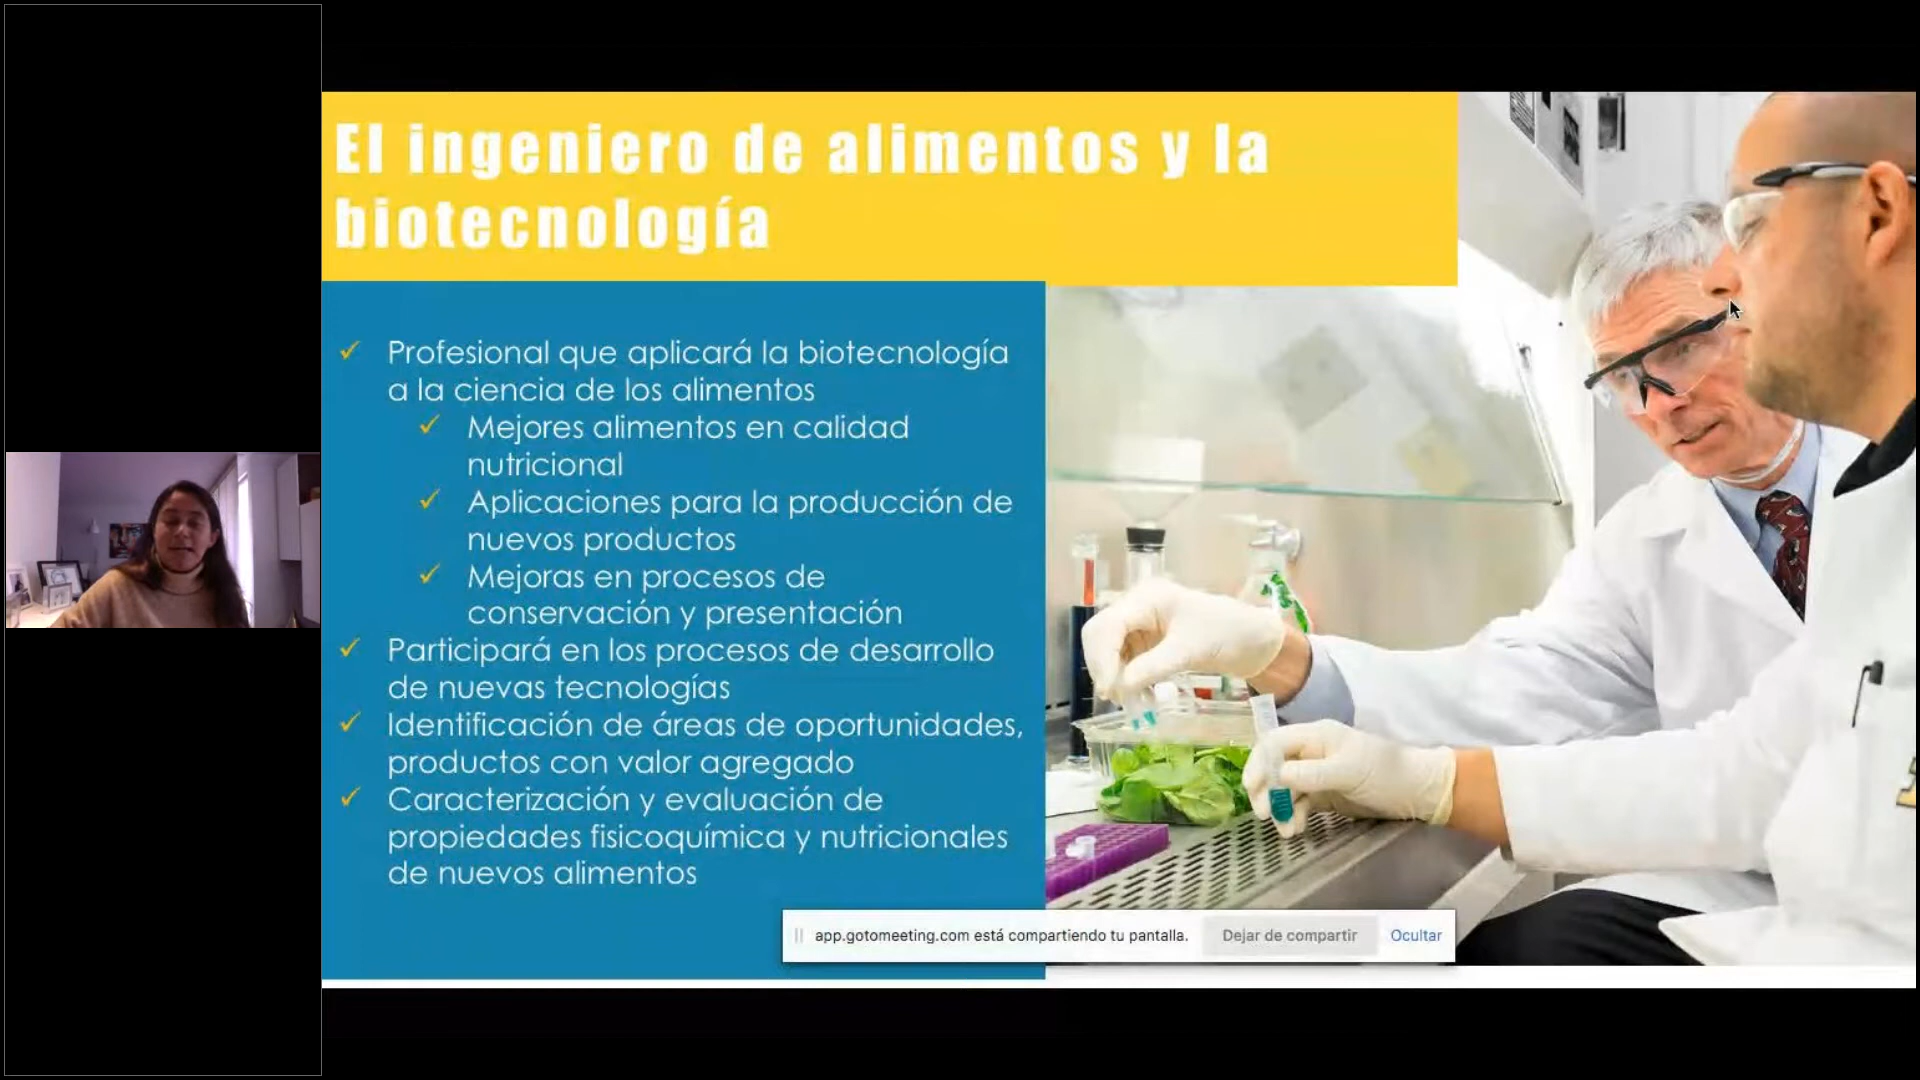 El ingeniero de alimentos y la
biotecnología
✓ Profesional que aplicará la biotecnología
a la ciencia de los alimentos
✓ Mejores alimentos en calidad
nutricional
✓ Aplicaciones para la producción de
nuevos productos
✓ Mejoras en procesos de
conservación y presentación
✓ Participará en los procesos de desarrollo
de nuevas tecnologías
✓ Identificación de áreas de oportunidades,
productos con valor agregado
✓ Caracterización y evaluación de
propiedades fisicoquímica y nutricionales
de nuevos alimentos
app.gotomeeting.com está compartiendo tu pantalla. Dejar de compartir Ocultar